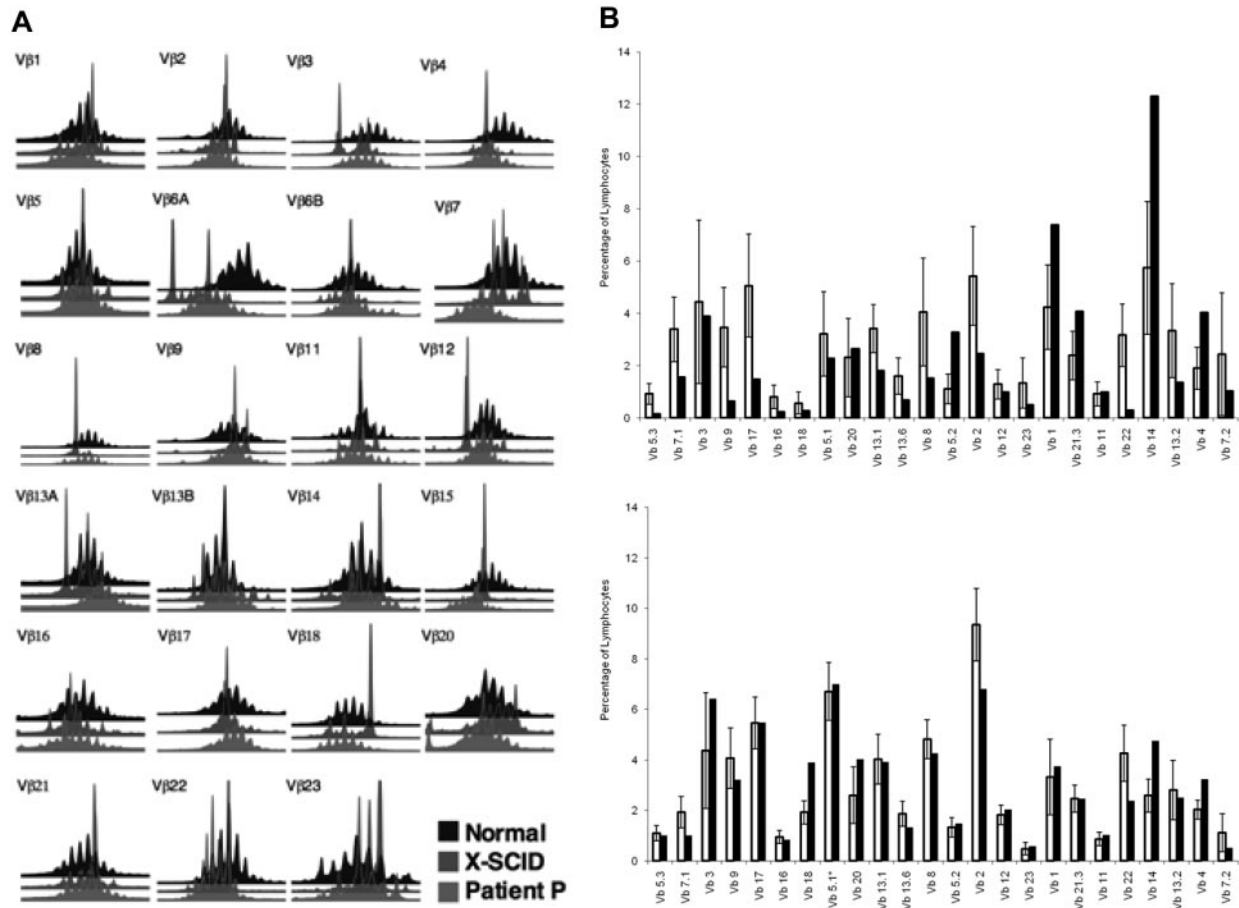 A
Vβ1 Vβ2 Vβ3 Vβ4
Vβ5 Vβ6A Vβ6B Vβ7
Vβ8 Vβ9 Vβ11 Vβ12
Vβ13A Vβ13B Vβ14 Vβ15
Vβ16 Vβ17 Vβ18 Vβ20
Vβ21 Vβ22 Vβ23
Normal
X-SCID
Patient P
B
Percentage of Lymphocytes
14
12
10
8
6
4
2
0
Vb 5.3 Vb 7.1 Vb 3 Vb 9 Vb 17 Vb 16 Vb 18 Vb 5.1 Vb 20 Vb 13.1 Vb 13.6 Vb 8 Vb 5.2 Vb 2 Vb 12 Vb 23 Vb 1 Vb 21.3 Vb 11 Vb 22 Vb 14 Vb 13.2 Vb 4 Vb 7.2
Percentage of Lymphocytes
14
12
10
8
6
4
2
0
Vb 5.3 Vb 7.1 Vb 3 Vb 9 Vb 17 Vb 16 Vb 18 Vb 5.1* Vb 20 Vb 13.1 Vb 13.6 Vb 8 Vb 5.2 Vb 2 Vb 12 Vb 23 Vb 1 Vb 21.3 Vb 11 Vb 22 Vb 14 Vb 13.2 Vb 4 Vb 7.2